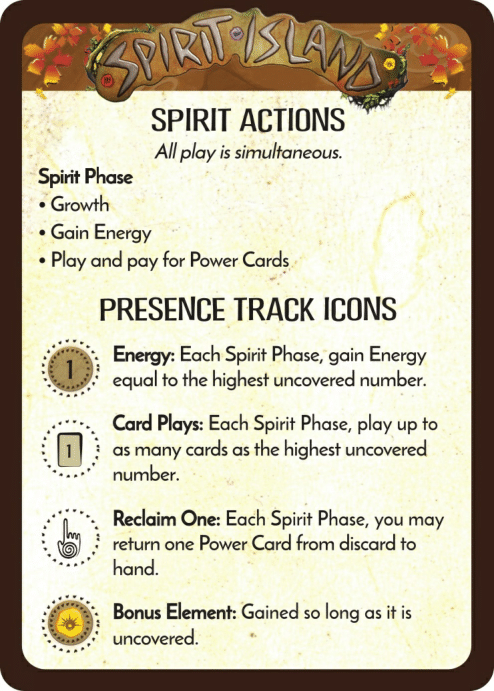 SPIRIT ISLAND
SPIRIT ACTIONS
All play is simultaneous.
Spirit Phase
• Growth
• Gain Energy
• Play and pay for Power Cards
PRESENCE TRACK ICONS
1
Energy: Each Spirit Phase, gain Energy
equal to the highest uncovered number.
1
Card Plays: Each Spirit Phase, play up to
as many cards as the highest uncovered
number.
Reclaim One: Each Spirit Phase, you may
return one Power Card from discard to
hand.
Bonus Element: Gained so long as it is
uncovered.